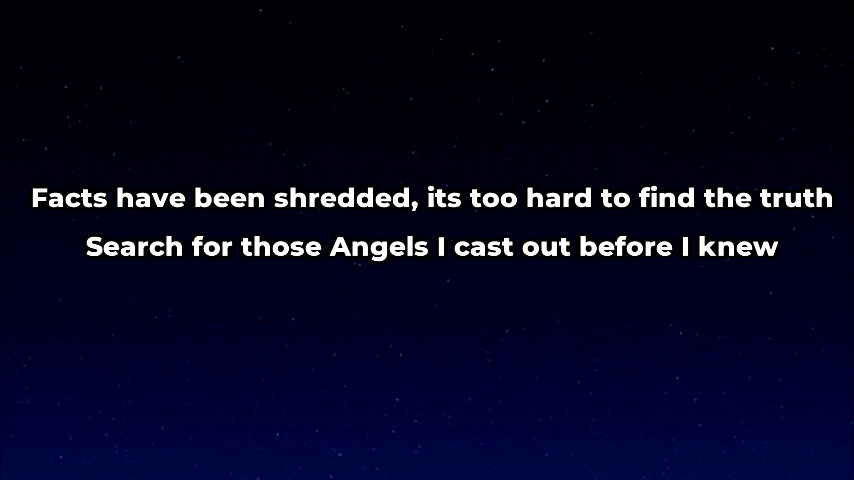 Facts have been shredded, its too hard to find the truth
Search for those Angels I cast out before I knew